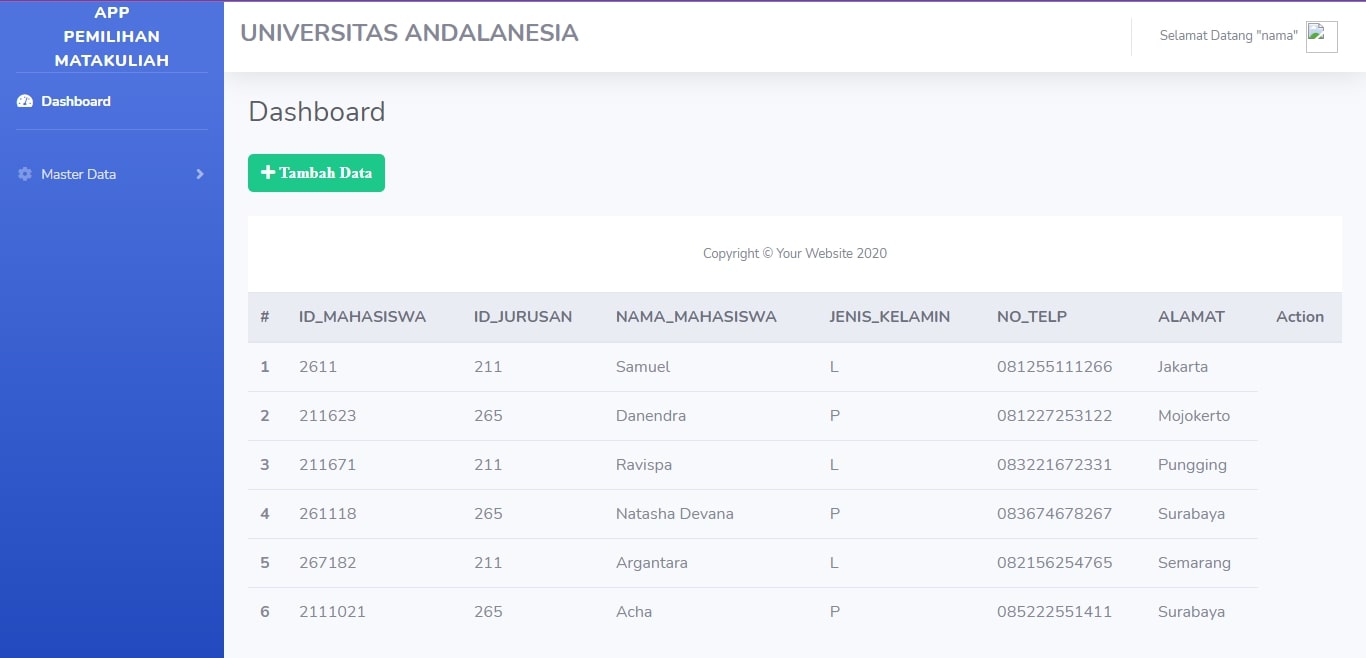 APP
PEMILIHAN
MATAKULIAH
Dashboard
Master Data
UNIVERSITAS ANDALANESIA
Selamat Datang "nama"
Dashboard
Tambah Data
Copyright © Your Website 2020
# ID_MAHASISWA ID_JURUSAN NAMA_MAHASISWA JENIS_KELAMIN NO_TELP ALAMAT Action
1 2611 211 Samuel L 081255111266 Jakarta
2 211623 265 Danendra P 081227253122 Mojokerto
3 211671 211 Ravispa L 083221672331 Pungging
4 261118 265 Natasha Devana P 083674678267 Surabaya
5 267182 211 Argantara L 082156254765 Semarang
6 2111021 265 Acha P 085222551411 Surabaya